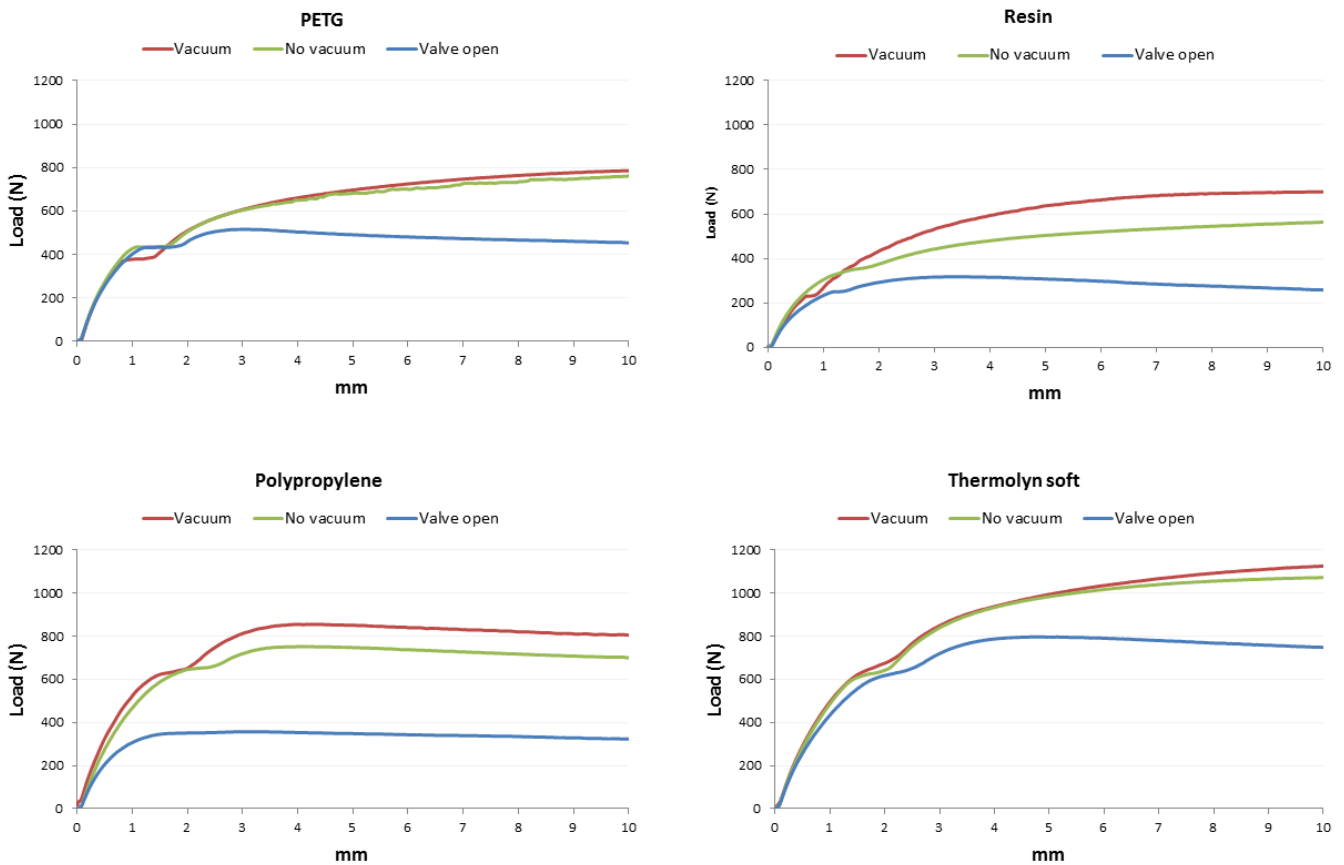 PETG
Vacuum No vacuum Valve open
1200
1000
800
600
400
200
0
Load (N)
0 1 2 3 4 5 6 7 8 9 10
mm
Resin
Vacuum No vacuum Valve open
1200
1000
800
600
400
200
0
Load (N)
0 1 2 3 4 5 6 7 8 9 10
mm
Polypropylene
Vacuum No vacuum Valve open
1200
1000
800
600
400
200
0
Load (N)
0 1 2 3 4 5 6 7 8 9 10
mm
Thermolyn soft
Vacuum No vacuum Valve open
1200
1000
800
600
400
200
0
Load (N)
0 1 2 3 4 5 6 7 8 9 10
mm